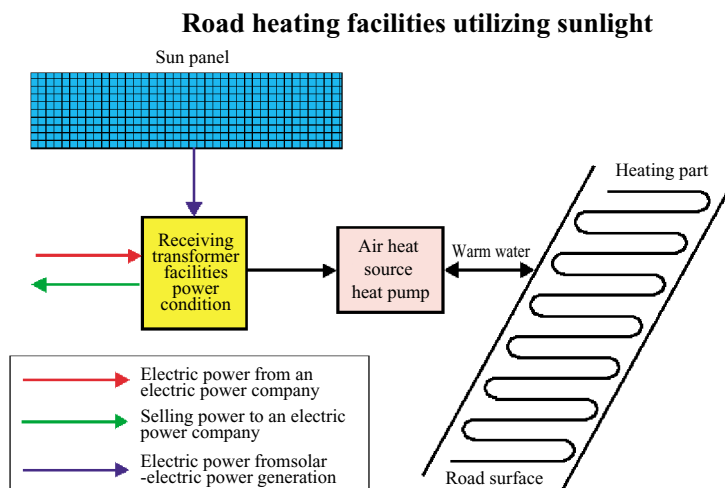 Road heating facilities utilizing sunlight
Sun panel
Heating part
Receiving
transformer
facilities
power
condition
Air heat
source
heat pump
Warm water
Electric power from an
electric power company
Selling power to an electric
power company
Electric power fromsolar
-electric power generation
Road surface